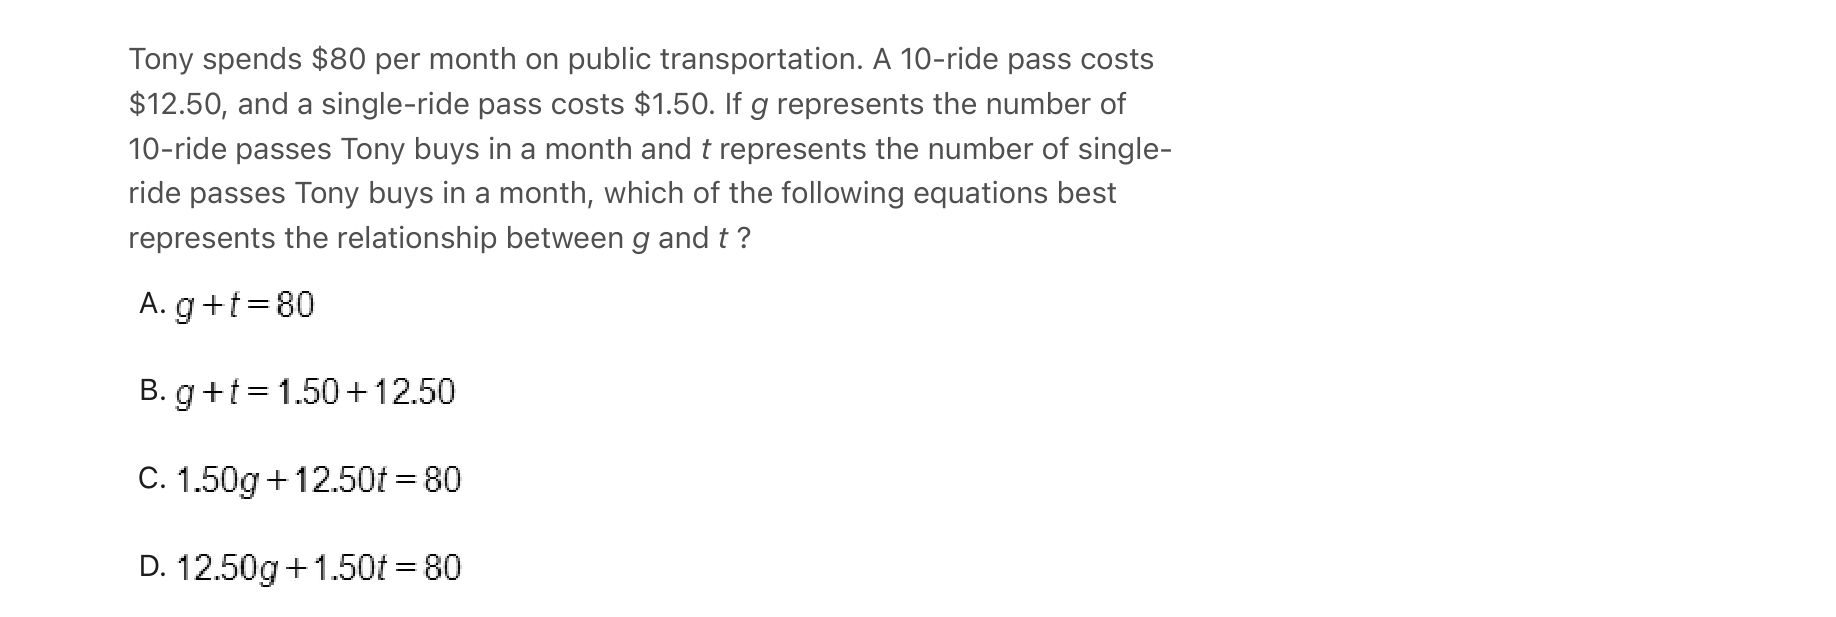 Tony spends $80 per month on public transportation. A 10-ride pass costs
$12.50, and a single-ride pass costs $1.50. If g represents the number of
10-ride passes Tony buys in a month and t represents the number of single-
ride passes Tony buys in a month, which of the following equations best
represents the relationship between g and t ?
A. g+t=80
B. g+t=1.50+12.50
C. 1.50g+12.50t=80
D. 12.50g+1.50t=80